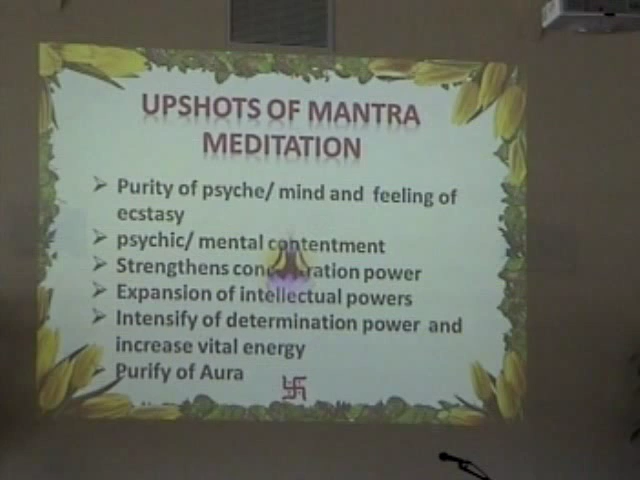 UPSHOTS OF MANTRA
MEDITATION
Purity of psyche/ mind and feeling of
ecstasy
psychic/ mental contentment
Strengthens concentration power
Expansion of intellectual powers
Intensify of determination power and
increase vital energy
Purify of Aura